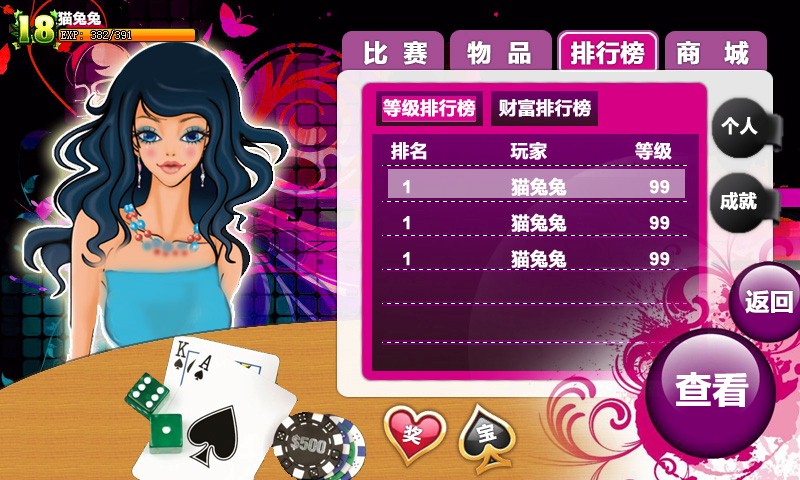 18 猫兔兔
EXP: 382/391
比赛 物品 排行榜 商城
等级排行榜 财富排行榜
排名 玩家 等级
1 猫兔兔 99
1 猫兔兔 99
1 猫兔兔 99
个人
成就
返回
查看
K A
$500
奖 宝